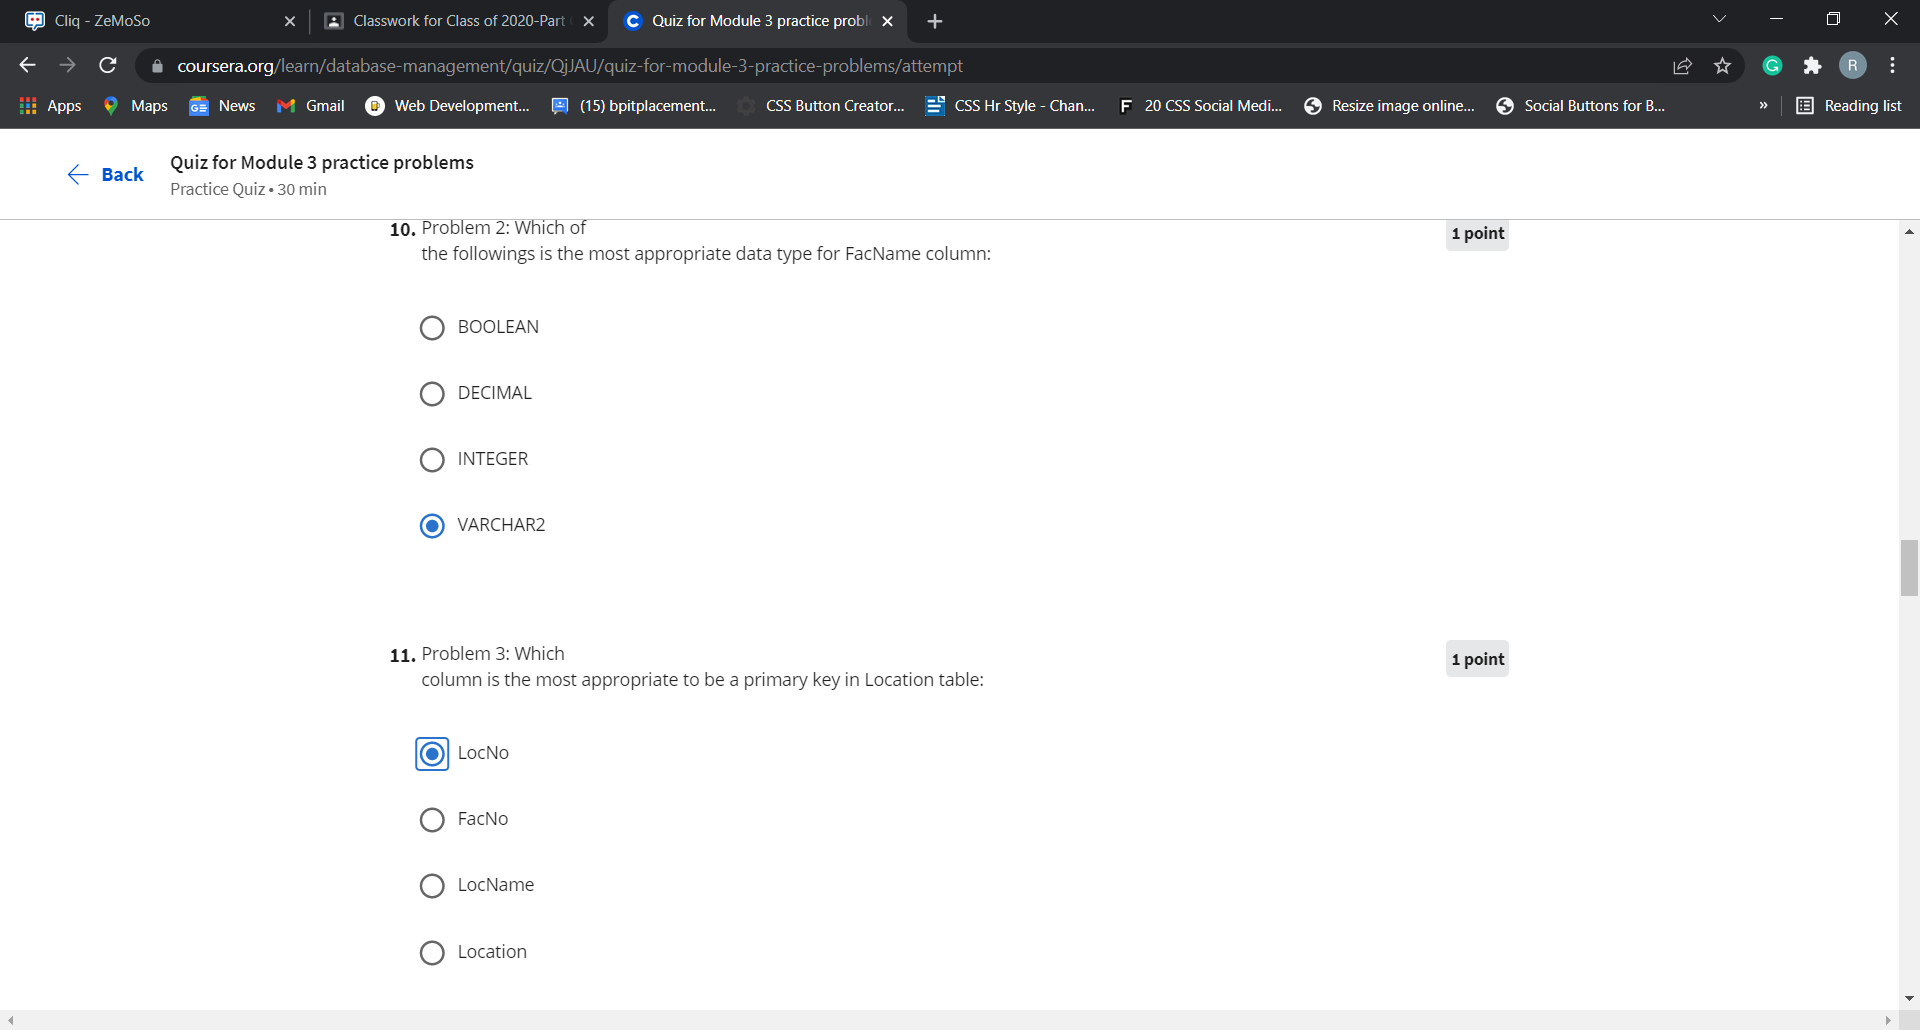 Cliq - ZeMoSo
Classwork for Class of 2020-Part
Quiz for Module 3 practice probl
coursera.org/learn/database-management/quiz/QjJAU/quiz-for-module-3-practice-problems/attempt
G
R
Apps
Maps
News
Gmail
Web Development...
(15) bpitplacement...
CSS Button Creator...
CSS Hr Style - Chan...
20 CSS Social Medi...
Resize image online...
Social Buttons for B...
»
Reading list
Back
Quiz for Module 3 practice problems
Practice Quiz • 30 min
10. Problem 2: Which of
the followings is the most appropriate data type for FacName column:
1 point
BOOLEAN
DECIMAL
INTEGER
VARCHAR2
11. Problem 3: Which
column is the most appropriate to be a primary key in Location table:
1 point
LocNo
FacNo
LocName
Location